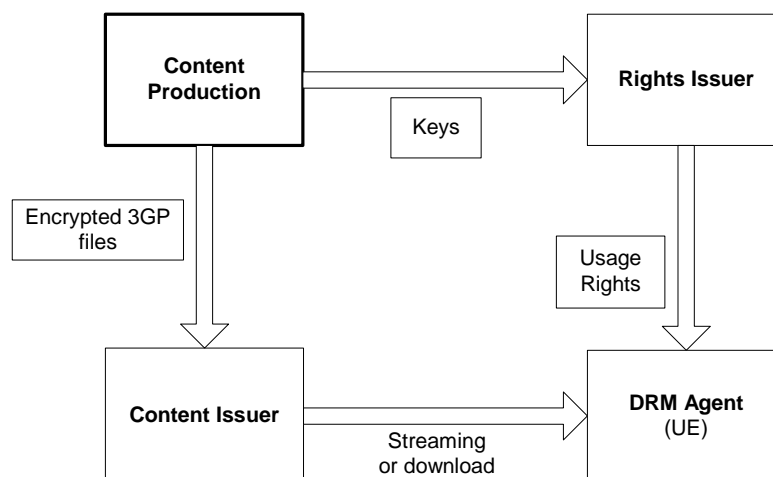 Content
Production
Rights Issuer
Keys
Encrypted 3GP
files
Usage
Rights
Content Issuer
Streaming
or download
DRM Agent
(UE)